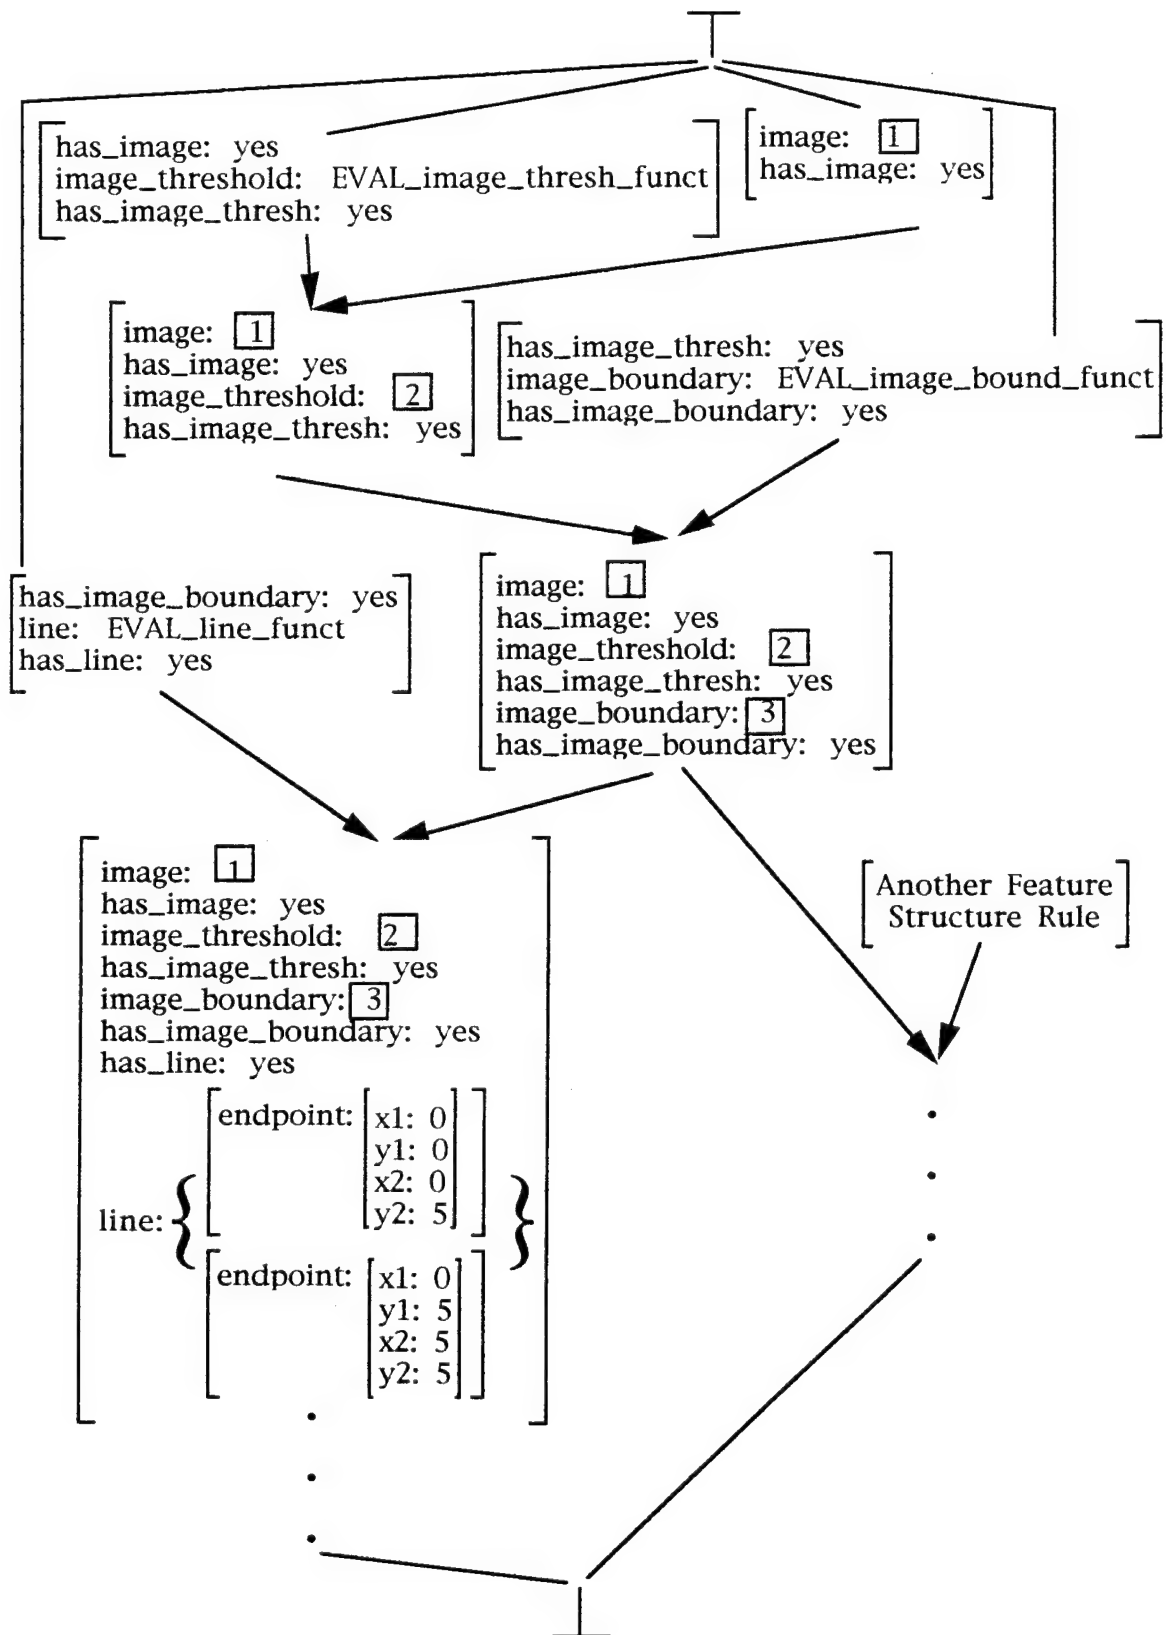 has_image: yes
image_threshold: EVAL_image_thresh_funct
has_image_thresh: yes
image: 1
has_image: yes
image: 1
has_image: yes
image_threshold: 2
has_image_thresh: yes
has_image_thresh: yes
image_boundary: EVAL_image_bound_funct
has_image_boundary: yes
has_image_boundary: yes
line: EVAL_line_funct
has_line: yes
image: 1
has_image: yes
image_threshold: 2
has_image_thresh: yes
image_boundary: 3
has_image_boundary: yes
image: 1
has_image: yes
image_threshold: 2
has_image_thresh: yes
image_boundary: 3
has_image_boundary: yes
has_line: yes
line:
endpoint: x1: 0
y1: 0
x2: 0
y2: 5
endpoint: x1: 0
y1: 5
x2: 5
y2: 5
Another Feature
Structure Rule